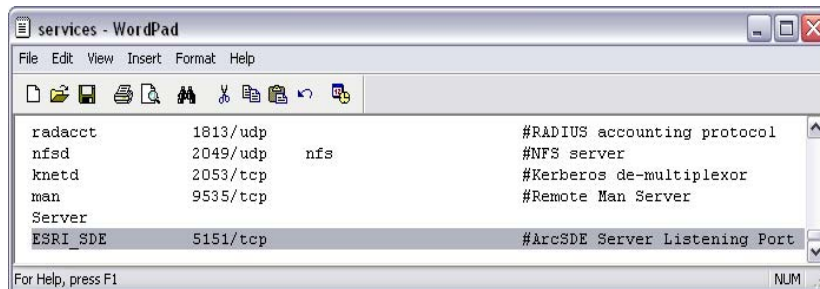 services - WordPad
File Edit View Insert Format Help
radacct 1813/udp #RADIUS accounting protocol
nfsd 2049/udp nfs #NFS server
knetd 2053/tcp #Kerberos de-multiplexor
man 9535/tcp #Remote Man Server
Server
ESRI_SDE 5151/tcp #ArcSDE Server Listening Port
For Help, press F1 NUM